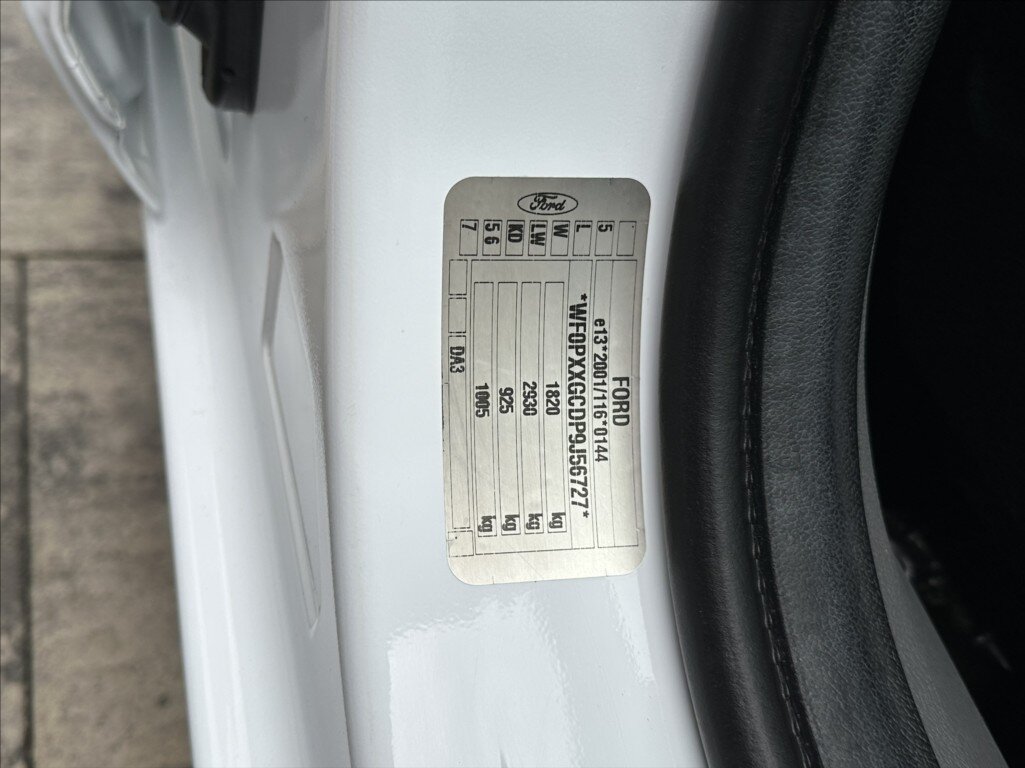 Ford
FORD
e13*2001/116*0144
*WF0PXXGCDP9J56727*
1820 kg
2930 kg
925 kg
1005 kg
DA3
5
L
W
LW
KD
5 6
7